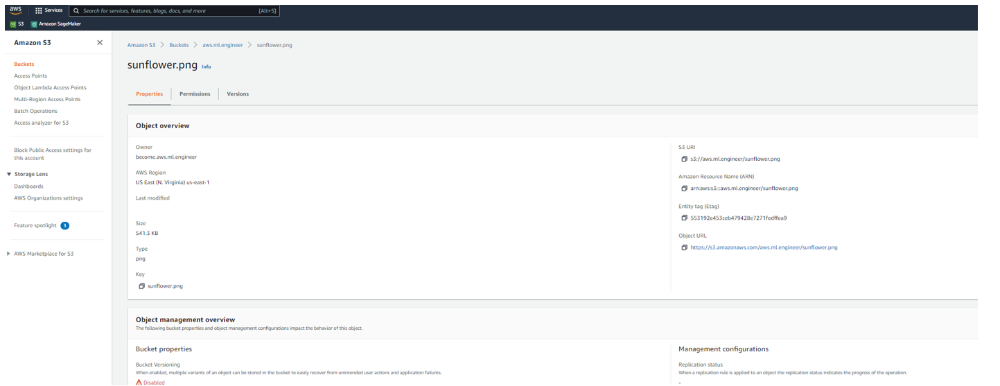 aws
Services
Search for services, features, blogs, docs, and more
[Alt+S]
S3
Amazon SageMaker
Amazon S3
Buckets
Access Points
Object Lambda Access Points
Multi-Region Access Points
Batch Operations
Access analyzer for S3
Block Public Access settings for
this account
Storage Lens
Dashboards
AWS Organizations settings
Feature spotlight 3
AWS Marketplace for S3
Amazon S3 > Buckets > aws.ml.engineer > sunflower.png
sunflower.png Info
Properties
Permissions
Versions
Object overview
Owner
become.aws.ml.engineer
AWS Region
US East (N. Virginia) us-east-1
Last modified
Size
541.3 KB
Type
png
Key
sunflower.png
S3 URI
s3://aws.ml.engineer/sunflower.png
Amazon Resource Name (ARN)
arn:aws:s3:::aws.ml.engineer/sunflower.png
Entity tag (Etag)
553192e453ceb479428e7271fedffea9
Object URL
https://s3.amazonaws.com/aws.ml.engineer/sunflower.png
Object management overview
The following bucket properties and object management configurations impact the behavior of this object.
Bucket properties
Bucket Versioning
When enabled, multiple variants of an object can be stored in the bucket to easily recover from unintended user actions and application failures.
Disabled
Management configurations
Replication status
When a replication rule is applied to an object the replication status indicates the progress of the operation.
-